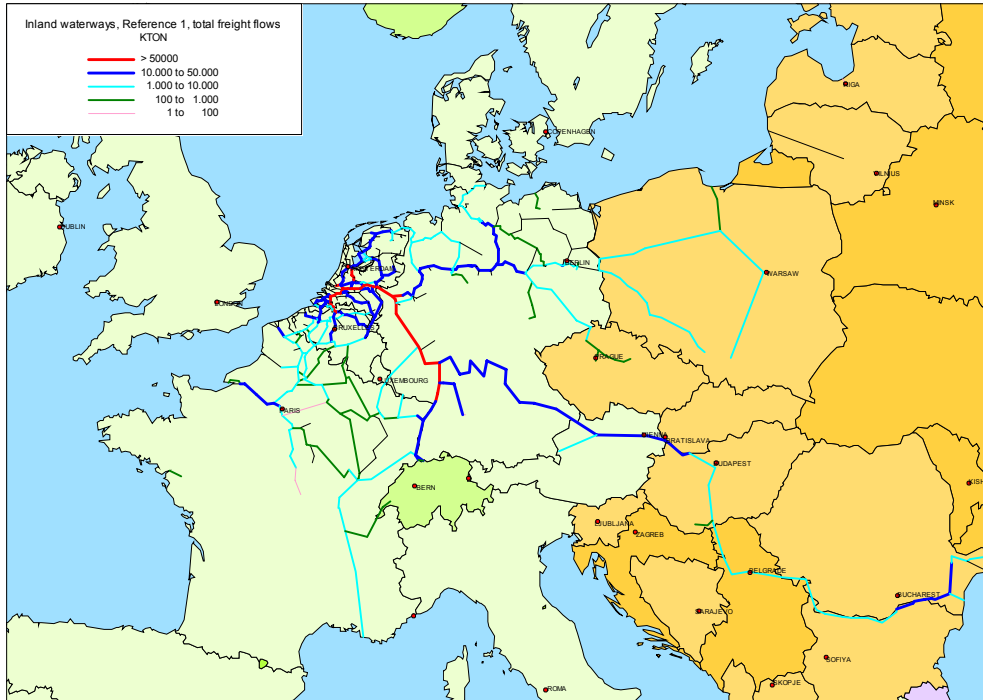 Inland waterways, Reference 1, total freight flows
KTON
> 50000
10.000 to 50.000
1.000 to 10.000
100 to 1.000
1 to 100
RIGA
COPENHAGEN
VILNIUS
MINSK
DUBLIN
BERLIN
WARSAW
LONDON
BRUXELLES
PRAGUE
LUXEMBOURG
PARIS
VIENNA
BRATISLAVA
BUDAPEST
BERN
KISH
LJUBLJANA
ZAGREB
BELGRADE
BUCHAREST
SARAJEVO
SOFIYA
SKOPJE
ROMA